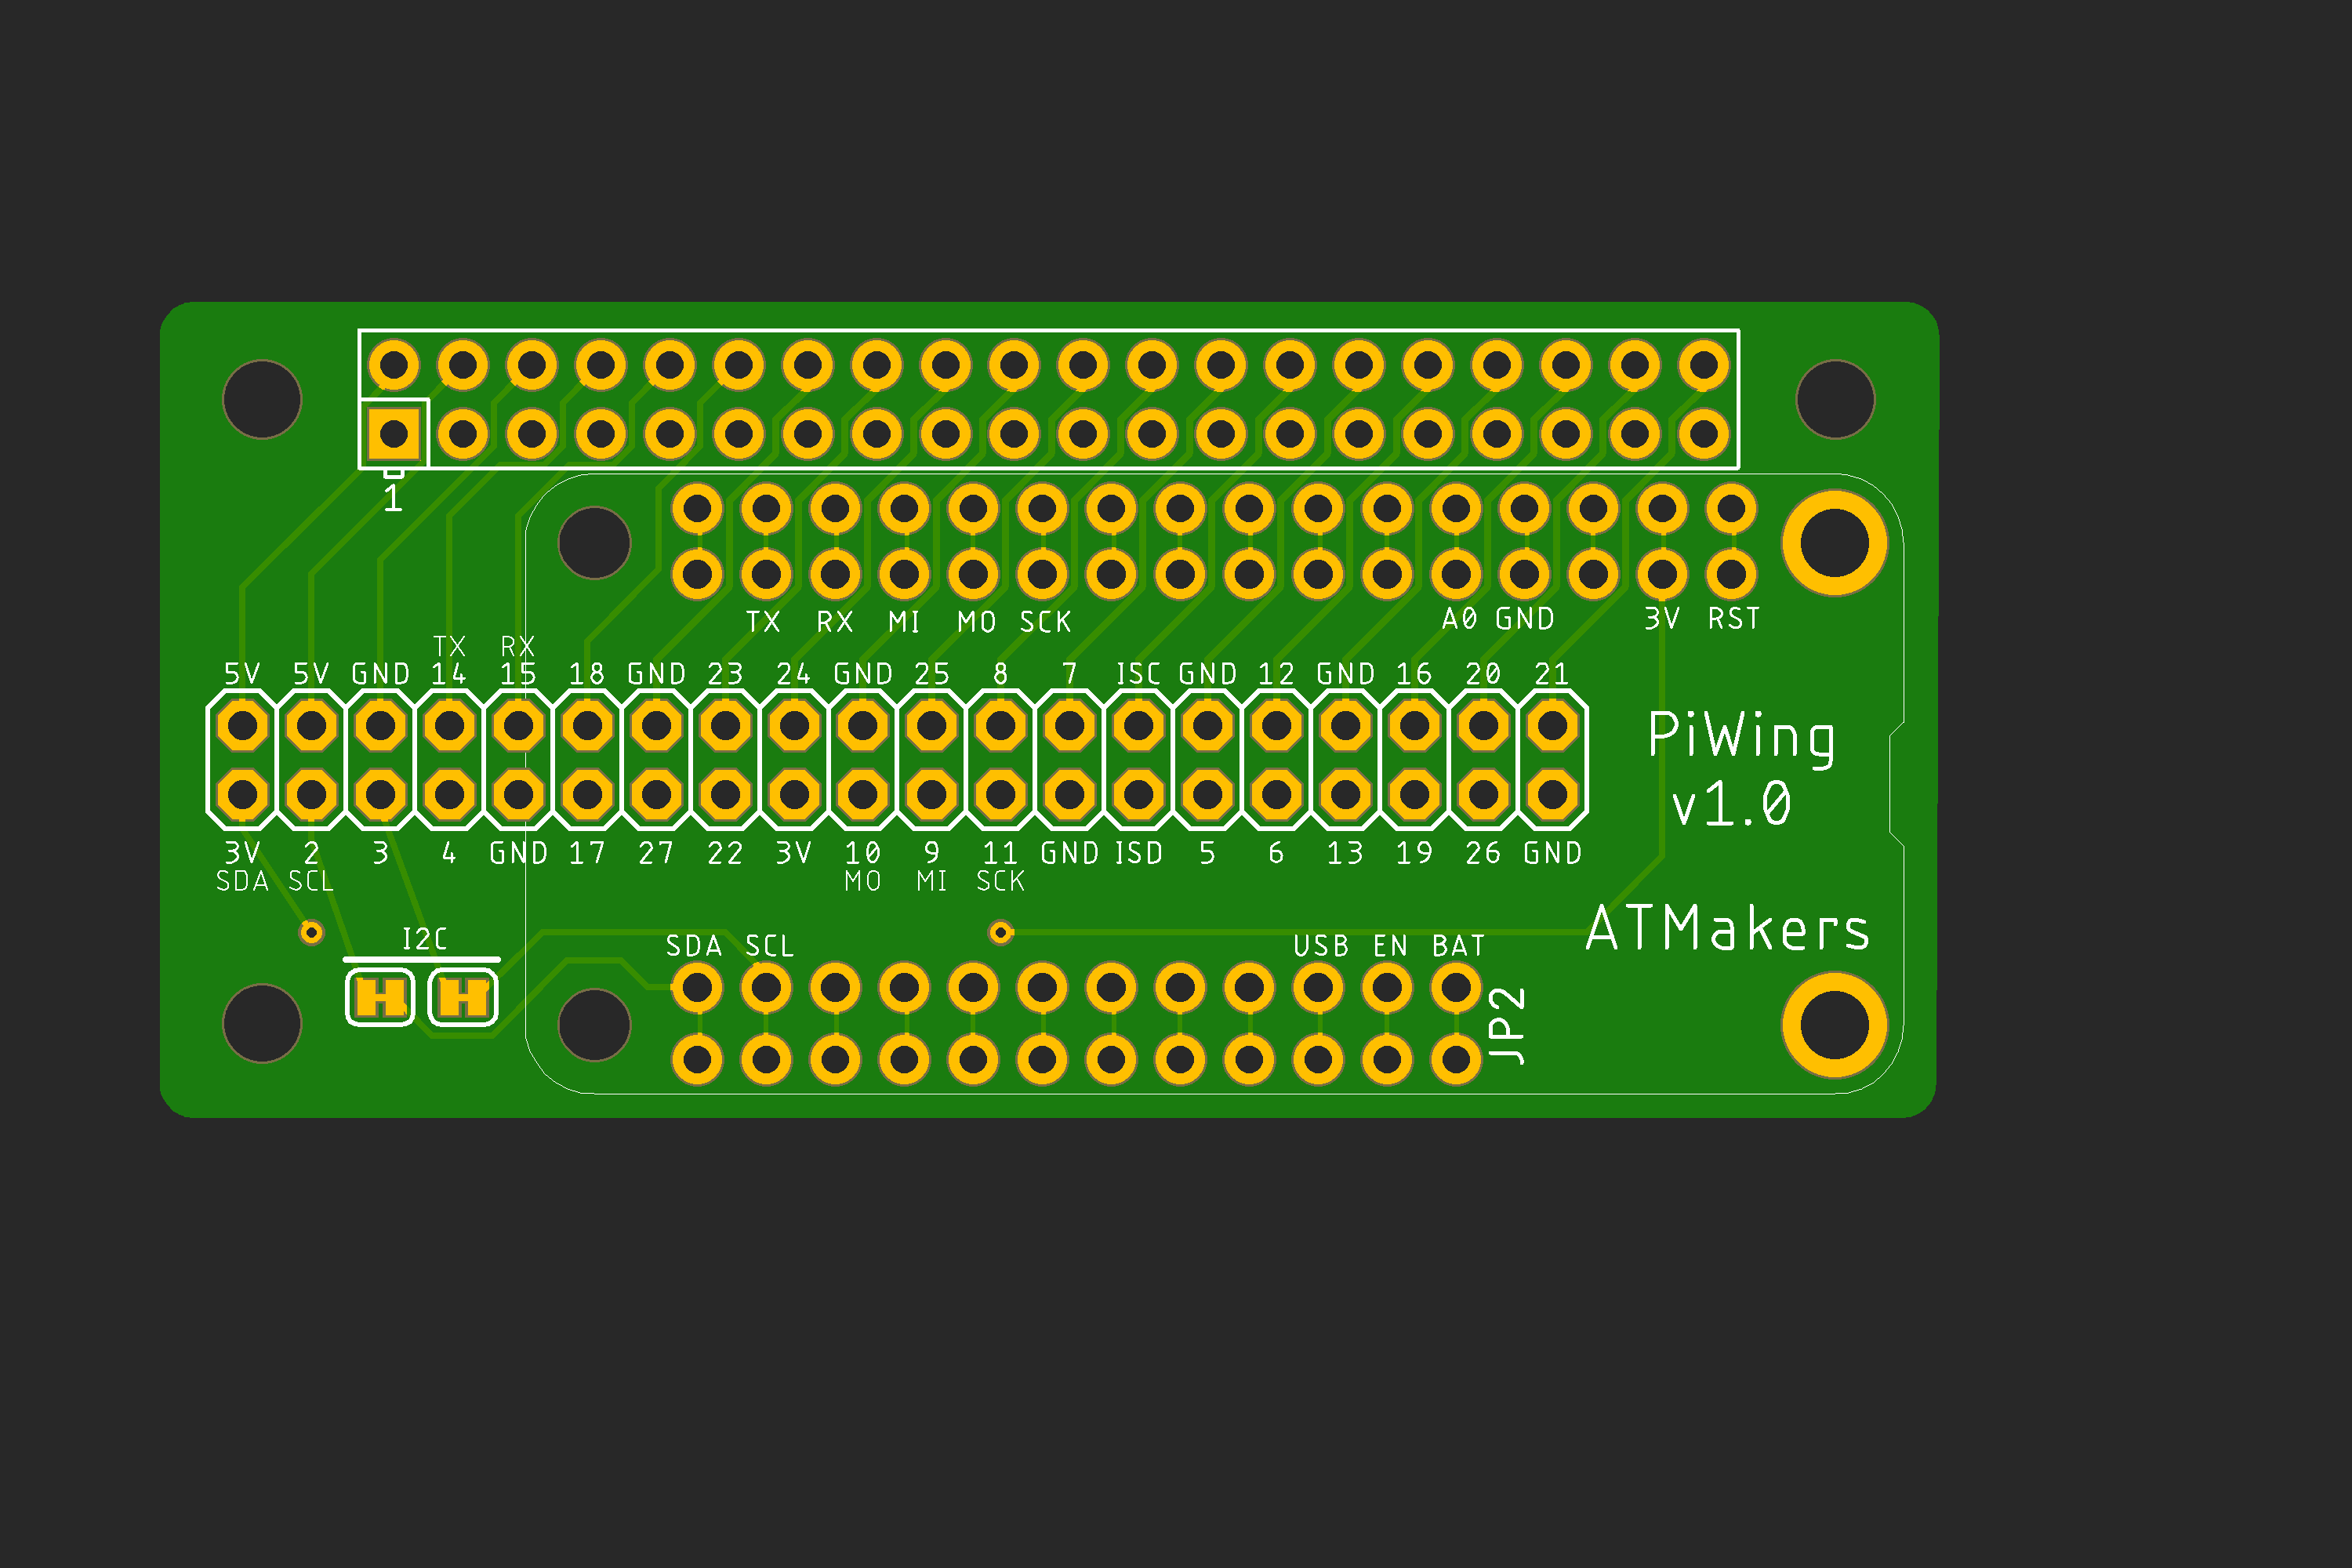 1
TX RX MI MO SCK A0 GND 3V RST
TX RX
5V 5V GND 14 15 18 GND 23 24 GND 25 8 7 ISC GND 12 GND 16 20 21
PiWing
v1.0
3V 2 3 4 GND 17 27 22 3V 10 9 11 GND ISD 5 6 13 19 26 GND
SDA SCL MO MI SCK
ATMakers
I2C
SDA SCL USB EN BAT
JP2